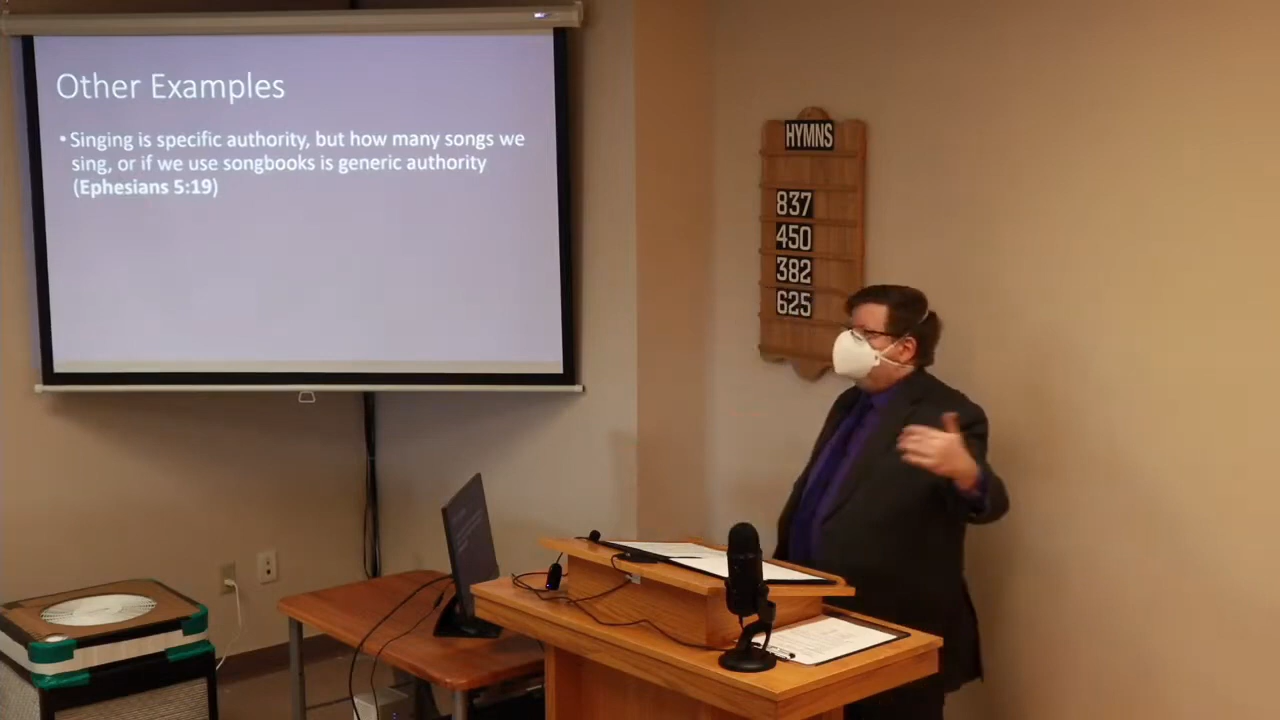 Other Examples
• Singing is specific authority, but how many songs we
sing, or if we use songbooks is generic authority
(Ephesians 5:19)
HYMNS
837
450
382
625